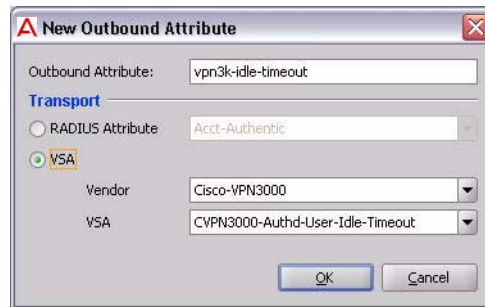 New Outbound Attribute
Outbound Attribute: vpn3k-idle-timeout
Transport
RADIUS Attribute Acct-Authentic
VSA
Vendor Cisco-VPN3000
VSA CVPN3000-Authd-User-Idle-Timeout
OK Cancel